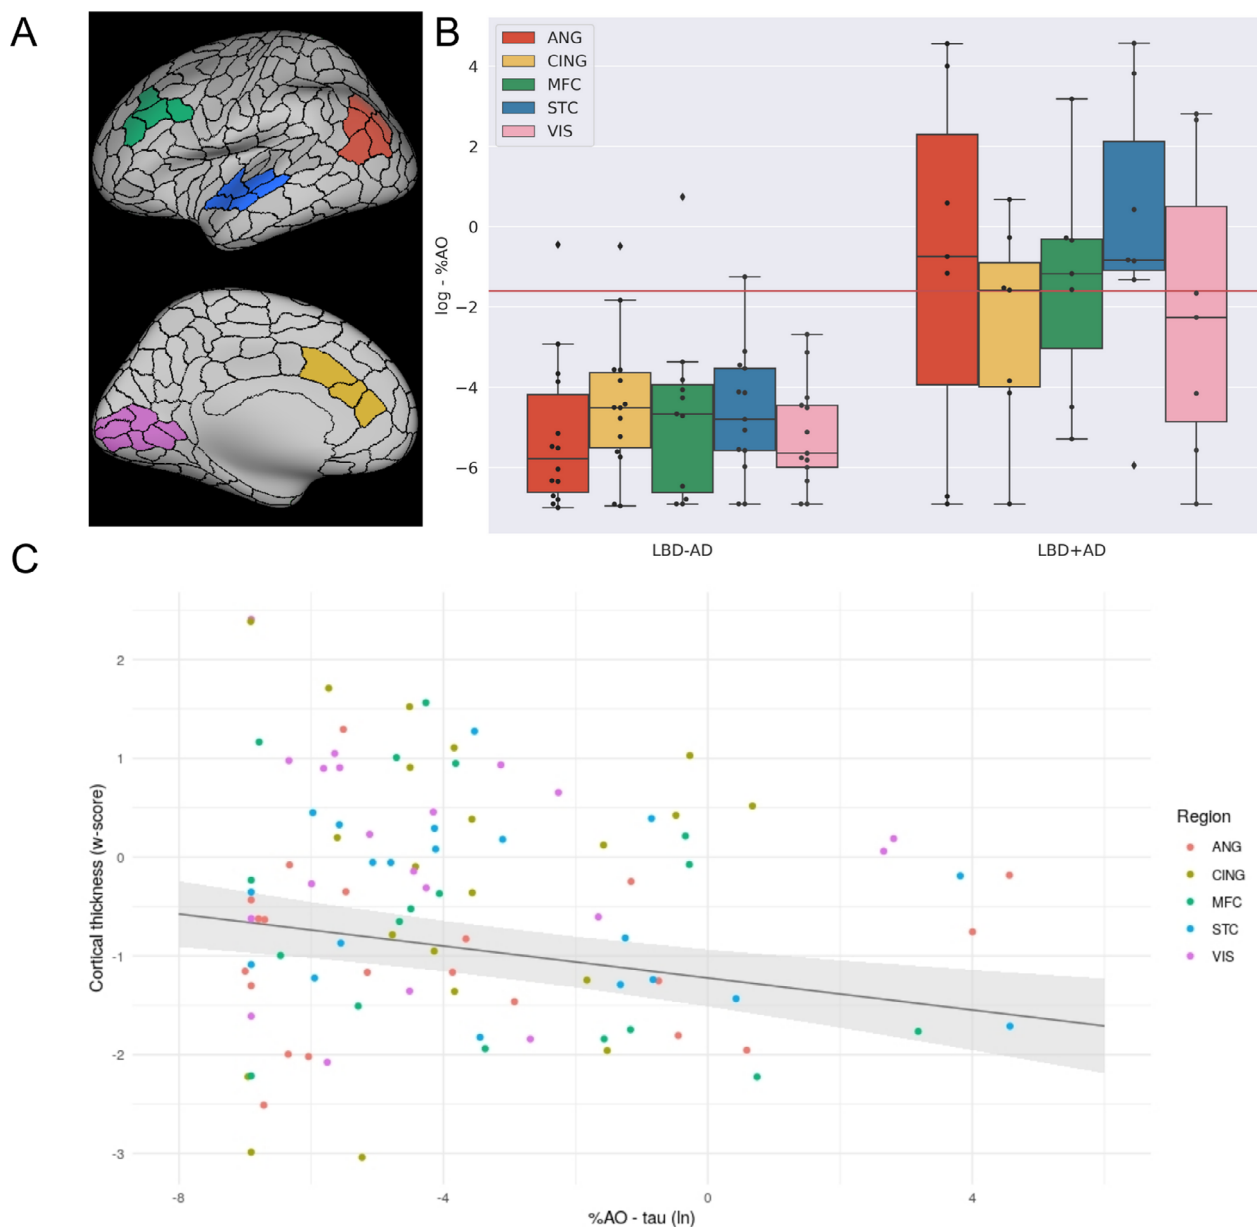 A
B
ANG
CING
MFC
STC
VIS
4
2
0
−2
−4
−6
log - %AO
LBD-AD
LBD+AD
C
2
1
0
-1
-2
-3
Cortical thickness (w-score)
-8
-4
0
4
%AO - tau (ln)
Region
ANG
CING
MFC
STC
VIS